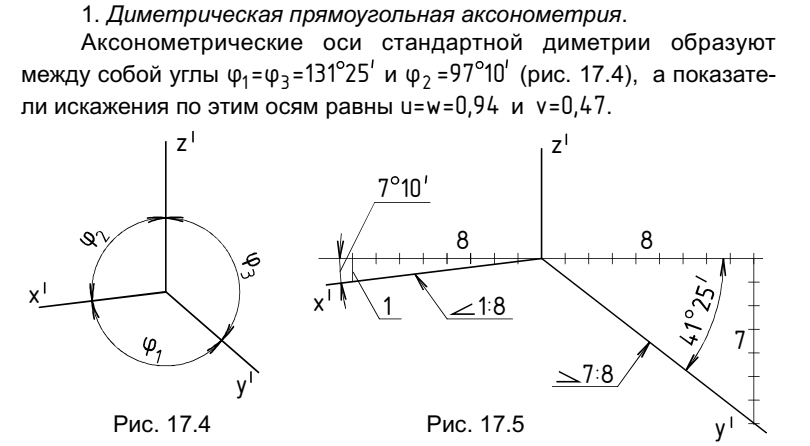 1. Диметрическая прямоугольная аксонометрия.
Аксонометрические оси стандартной диметрии образуют
между собой углы φ₁=φ₃=131°25' и φ₂=97°10' (рис. 17.4), а показате-
ли искажения по этим осям равны u=w=0,94 и v=0,47.
z'
φ₂
φ₃
x'
φ₁
y'
Рис. 17.4
z'
7°10'
8
8
x'
1
∠1:8
41°25'
7
∠7:8
y'
Рис. 17.5